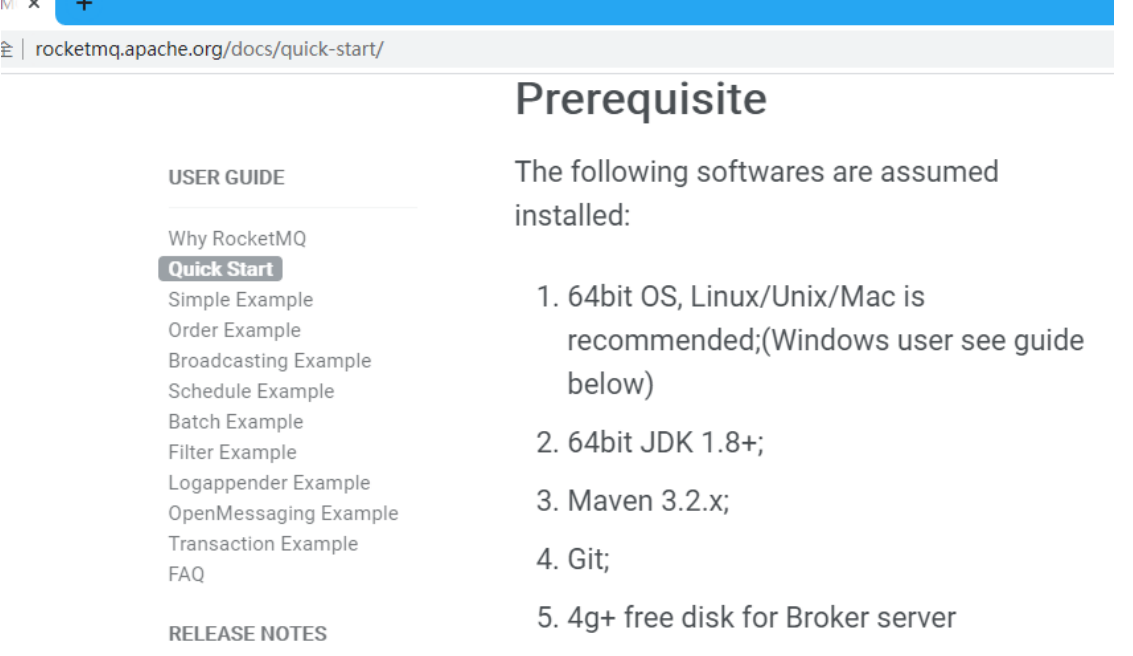 rocketmq.apache.org/docs/quick-start/
USER GUIDE
Why RocketMQ
Quick Start
Simple Example
Order Example
Broadcasting Example
Schedule Example
Batch Example
Filter Example
Logappender Example
OpenMessaging Example
Transaction Example
FAQ
RELEASE NOTES
Prerequisite
The following softwares are assumed
installed:
1. 64bit OS, Linux/Unix/Mac is
recommended;(Windows user see guide
below)
2. 64bit JDK 1.8+;
3. Maven 3.2.x;
4. Git;
5. 4g+ free disk for Broker server